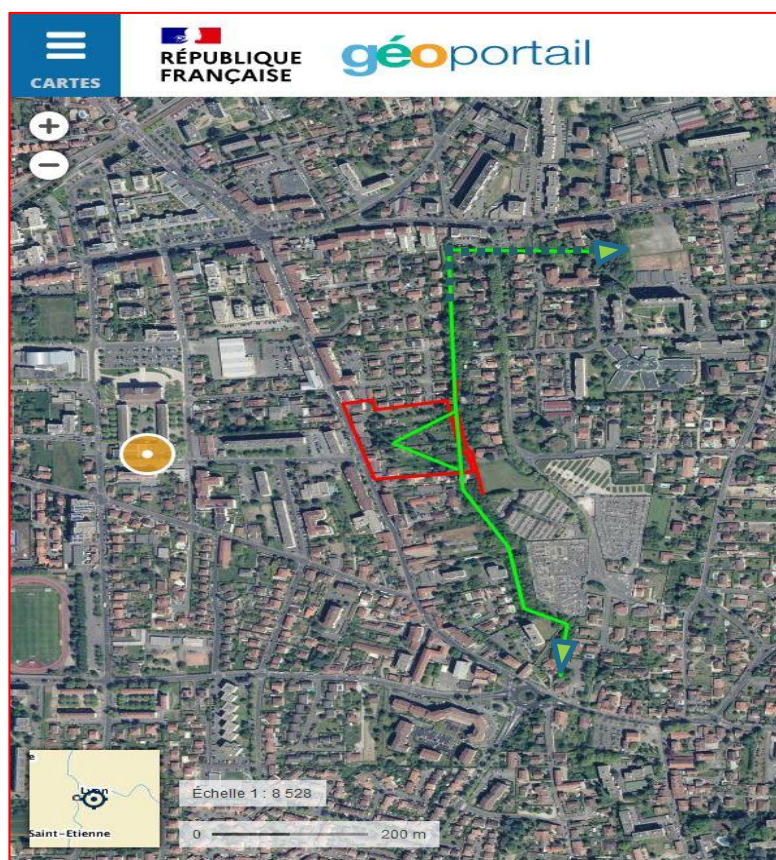 CARTES
RÉPUBLIQUE
FRANÇAISE
géoportail
+
−
e
Lyon
Saint-Etienne
Échelle 1 : 8 528
0 200 m